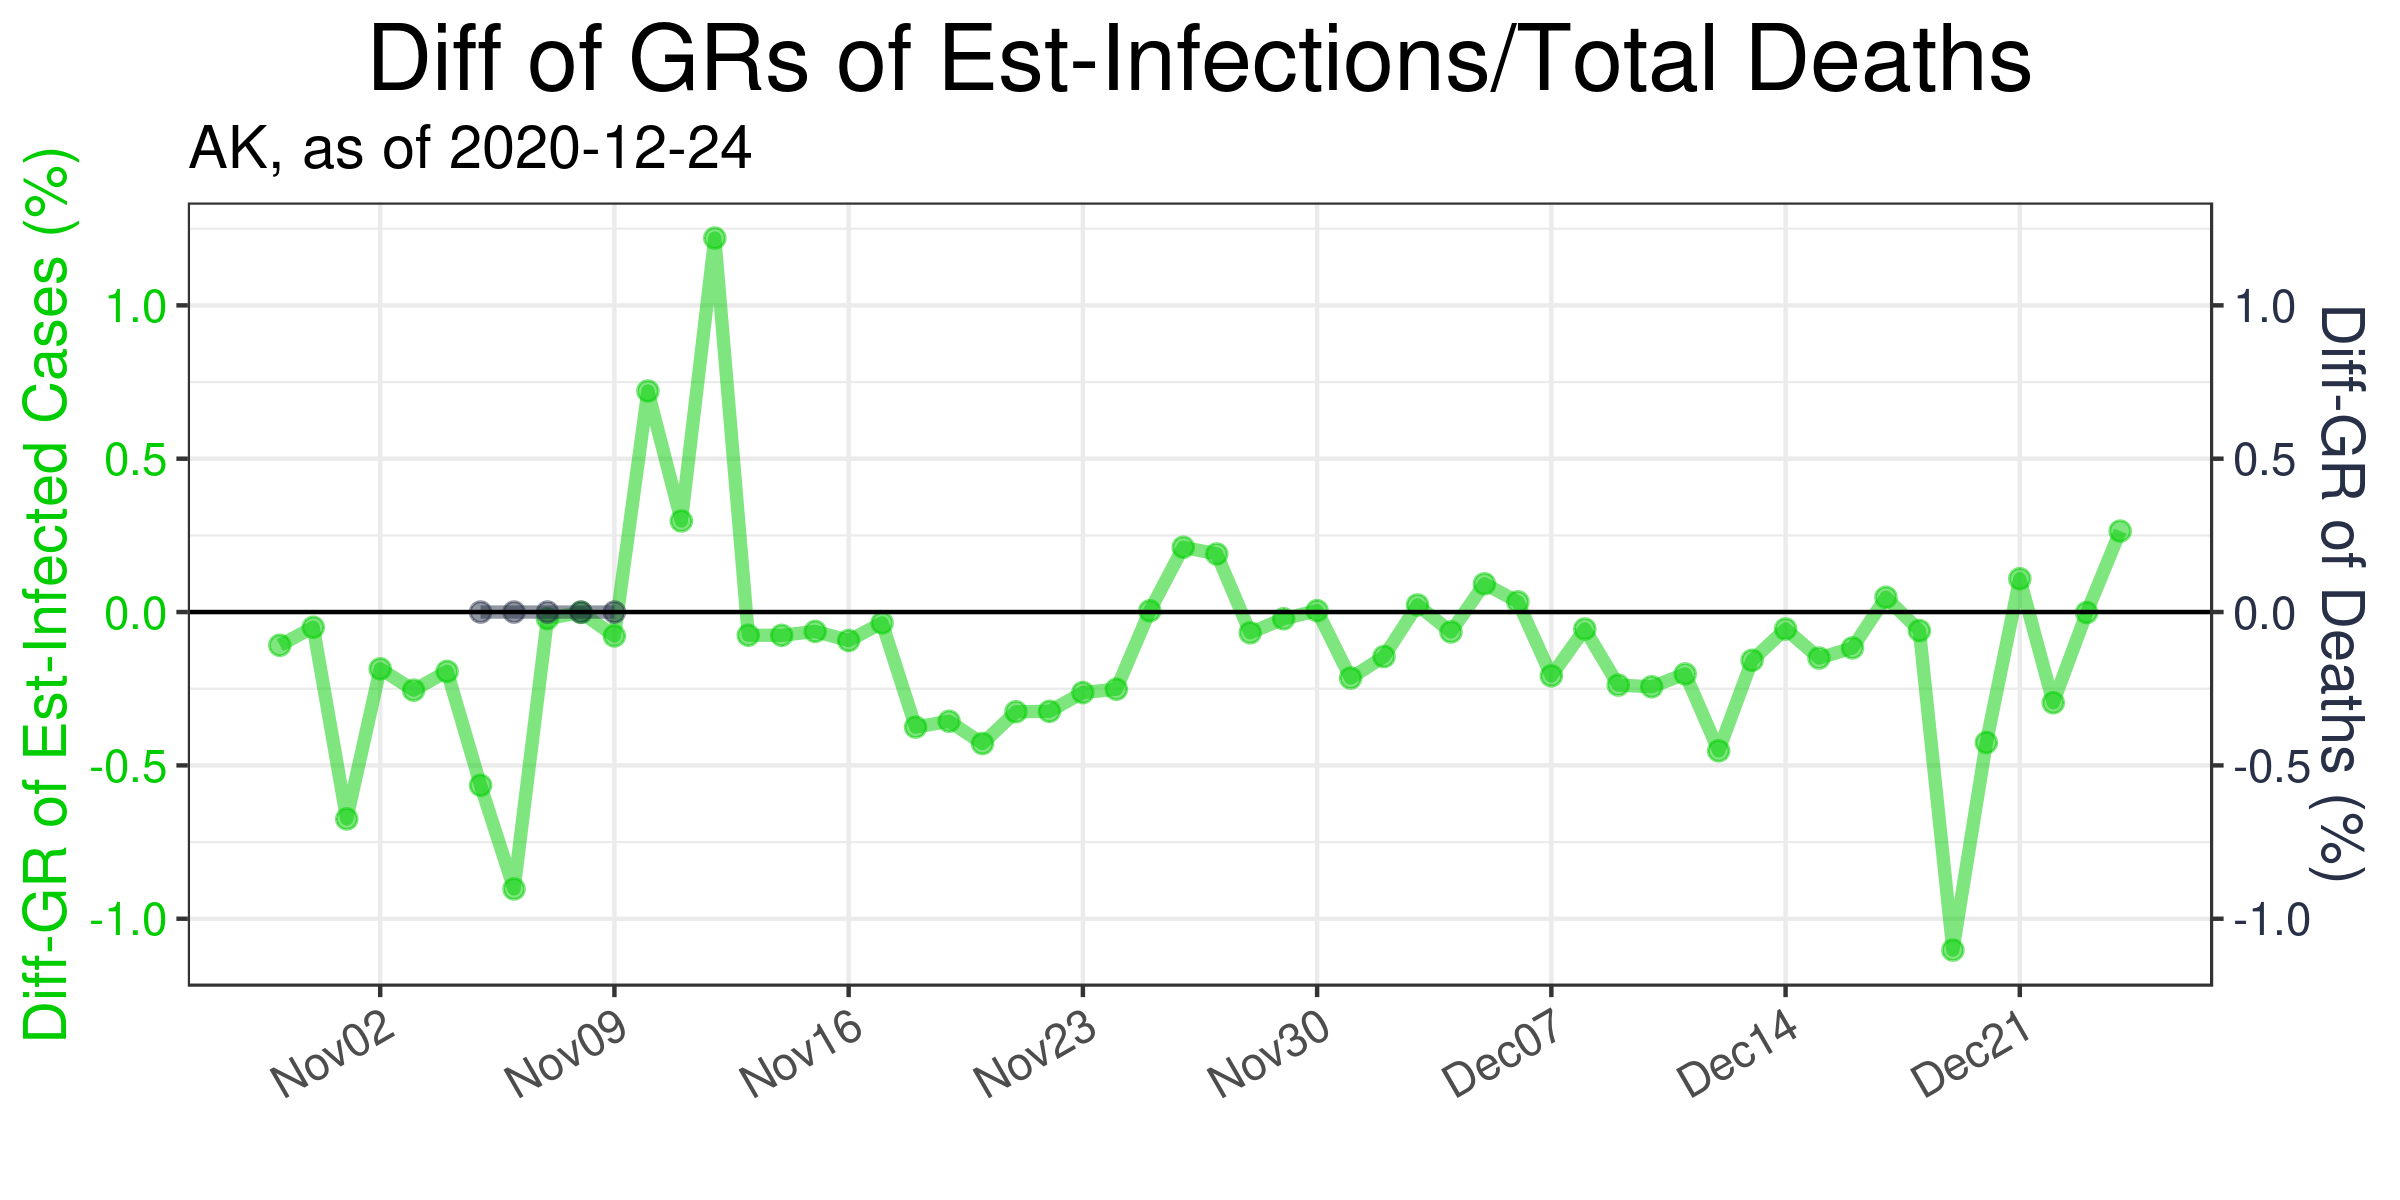 Diff of GRs of Est-Infections/Total Deaths
AK, as of 2020-12-24
Diff-GR of Est-Infected Cases (%)
1.0
0.5
0.0
-0.5
-1.0
1.0
0.5
0.0
-0.5
-1.0
Diff-GR of Deaths (%)
Nov02
Nov09
Nov16
Nov23
Nov30
Dec07
Dec14
Dec21